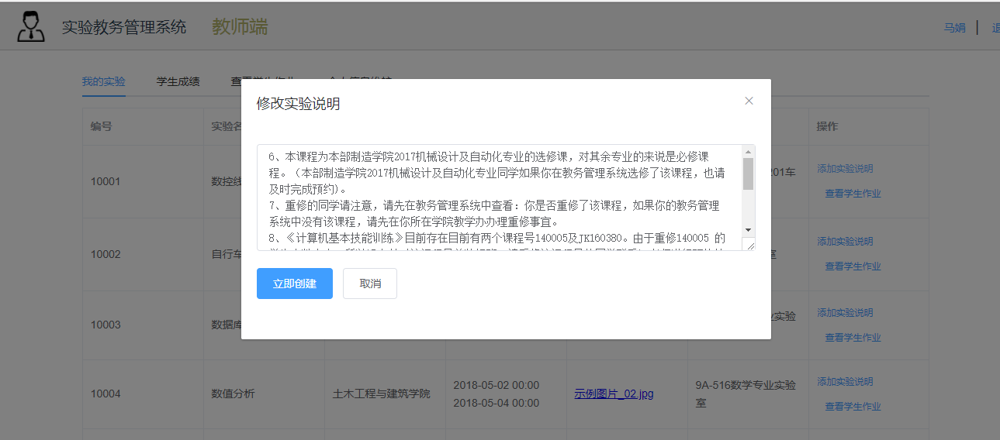 实验教务管理系统 教师端
马娟 |
我的实验 学生成绩
修改实验说明
编号 操作
6、本课程为本部制造学院2017机械设计及自动化专业的选修课，对其余专业的来说是必修课
程。（本部制造学院2017机械设计及自动化专业同学如果你在教务管理系统选修了该课程，也请
及时完成预约)。
7、重修的同学请注意，请先在教务管理系统中查看：你是否重修了该课程，如果你的教务管理
系统中没有该课程，请先在你所在学院教学办办理重修事宜。
8、《计算机基本技能训练》目前存在目前有两个课程号140005及JK160380。由于重修140005 的
立即创建 取消
10001 数控线 201车
添加实验说明
查看学生作业
10002 自行车 室
添加实验说明
查看学生作业
10003 数据库 业实验
添加实验说明
查看学生作业
10004 数值分析 土木工程与建筑学院
2018-05-02 00:00
2018-05-04 00:00
示例图片_02.jpg
9A-516数学专业实验
室
添加实验说明
查看学生作业